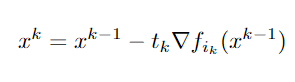 $x^k = x^{k-1} - t_k \nabla f_{i_k}(x^{k-1})$